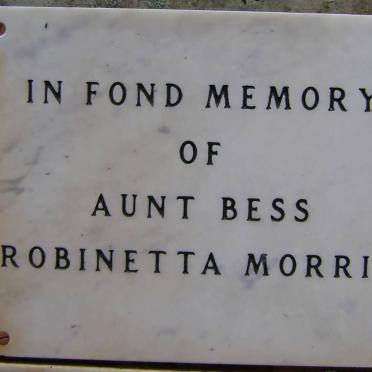 IN FOND MEMORY
OF
AUNT BESS
ROBINETTA MORRI